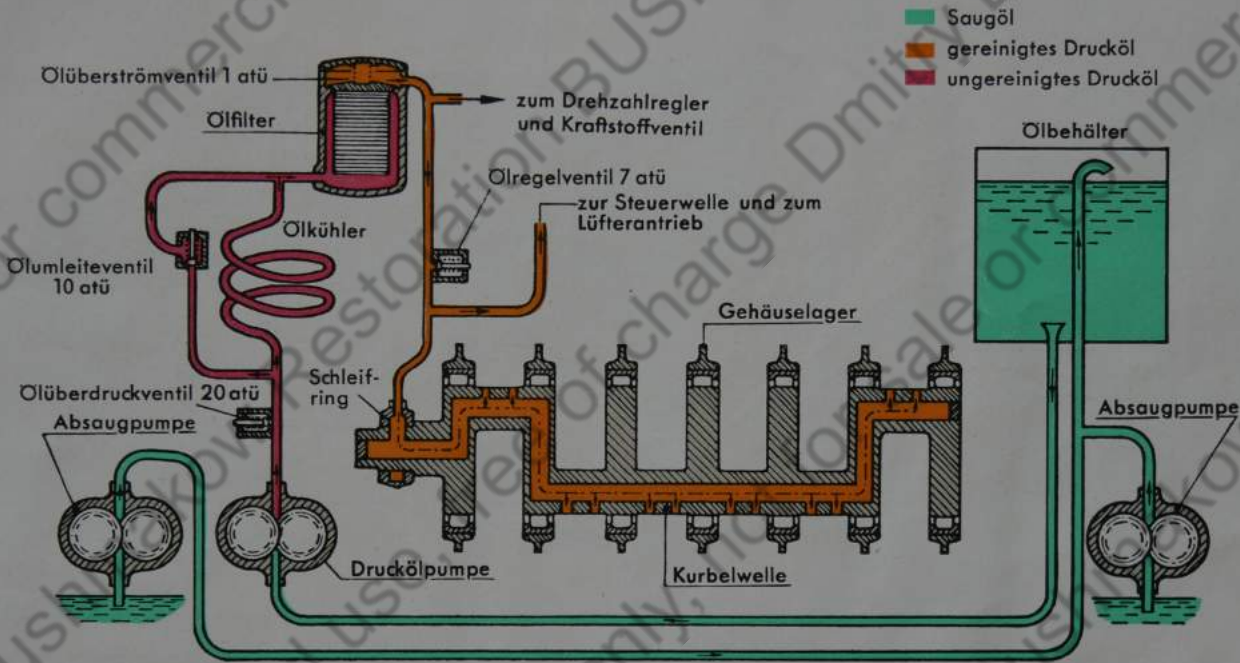 Saugöl
gereinigtes Drucköl
ungereinigtes Drucköl
Ölüberströmventil 1 atü
zum Drehzahlregler
und Kraftstoffventil
Ölfilter
Ölbehälter
Ölregelventil 7 atü
zur Steuerwelle und zum
Lüfterantrieb
Ölkühler
Ölumleiteventil
10 atü
Gehäuselager
Schleif-
ring
Ölüberdruckventil 20 atü
Absaugpumpe
Absaugpumpe
Druckölpumpe
Kurbelwelle